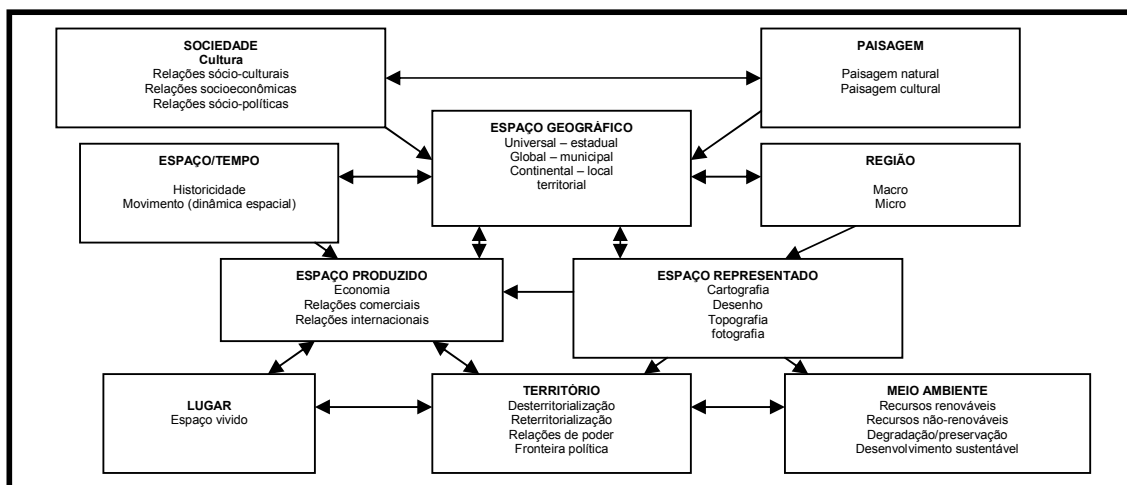 SOCIEDADE
Cultura
Relações sócio-culturais
Relações socioeconômicas
Relações sócio-políticas
PAISAGEM
Paisagem natural
Paisagem cultural
ESPAÇO GEOGRÁFICO
Universal – estadual
Global – municipal
Continental – local
territorial
ESPAÇO/TEMPO
Historicidade
Movimento (dinâmica espacial)
REGIÃO
Macro
Micro
ESPAÇO PRODUZIDO
Economia
Relações comerciais
Relações internacionais
ESPAÇO REPRESENTADO
Cartografia
Desenho
Topografia
fotografia
LUGAR
Espaço vivido
TERRITÓRIO
Desterritorialização
Reterritorialização
Relações de poder
Fronteira política
MEIO AMBIENTE
Recursos renováveis
Recursos não-renováveis
Degradação/preservação
Desenvolvimento sustentável